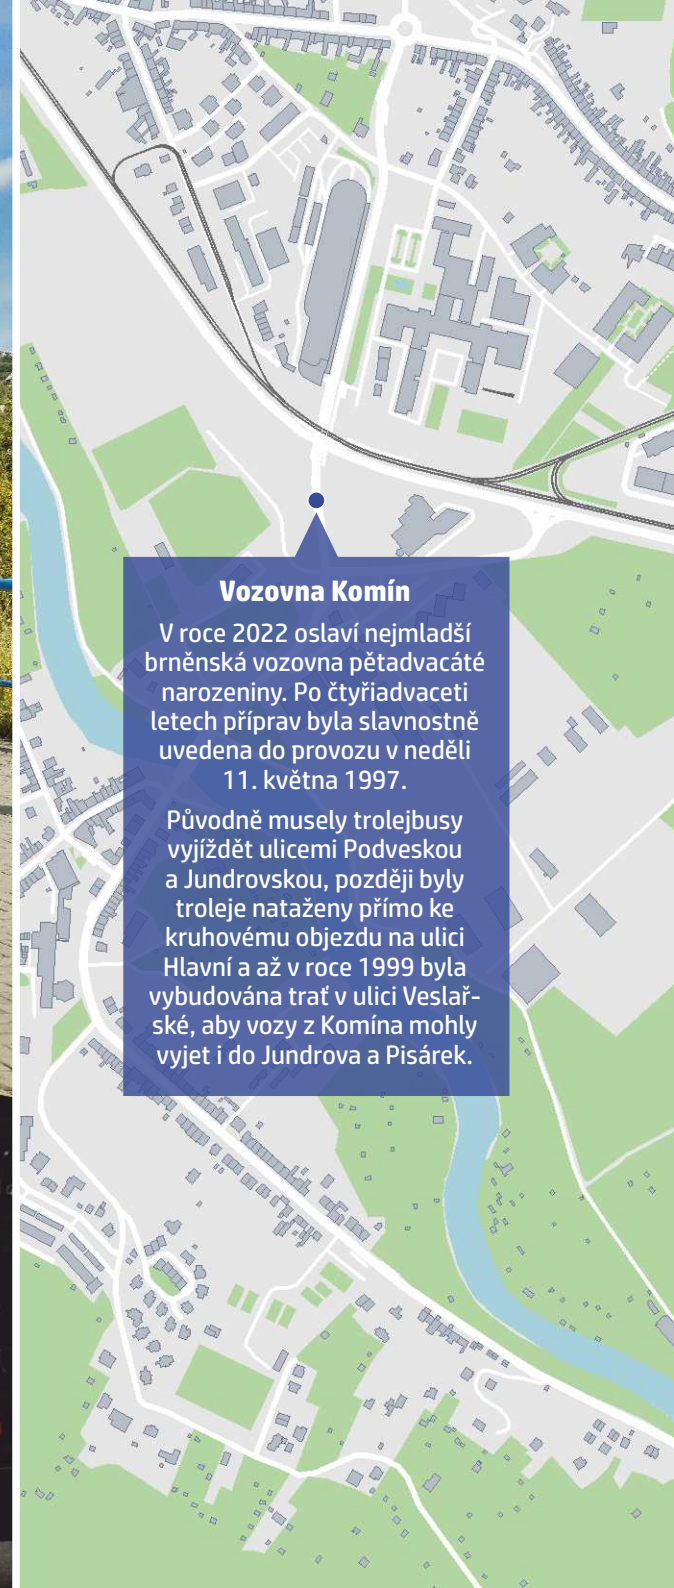 Vozovna Komín
V roce 2022 oslaví nejmladší
brněnská vozovna pětadvacáté
narozeniny. Po čtyřiadvaceti
letech příprav byla slavnostně
uvedena do provozu v neděli
11. května 1997.
Původně musely trolejbusy
vyjíždět ulicemi Podveskou
a Jundrovskou, později byly
troleje nataženy přímo ke
kruhovému objezdu na ulici
Hlavní a až v roce 1999 byla
vybudována trať v ulici Veslař-
ské, aby vozy z Komína mohly
vyjet i do Jundrova a Pisárek.